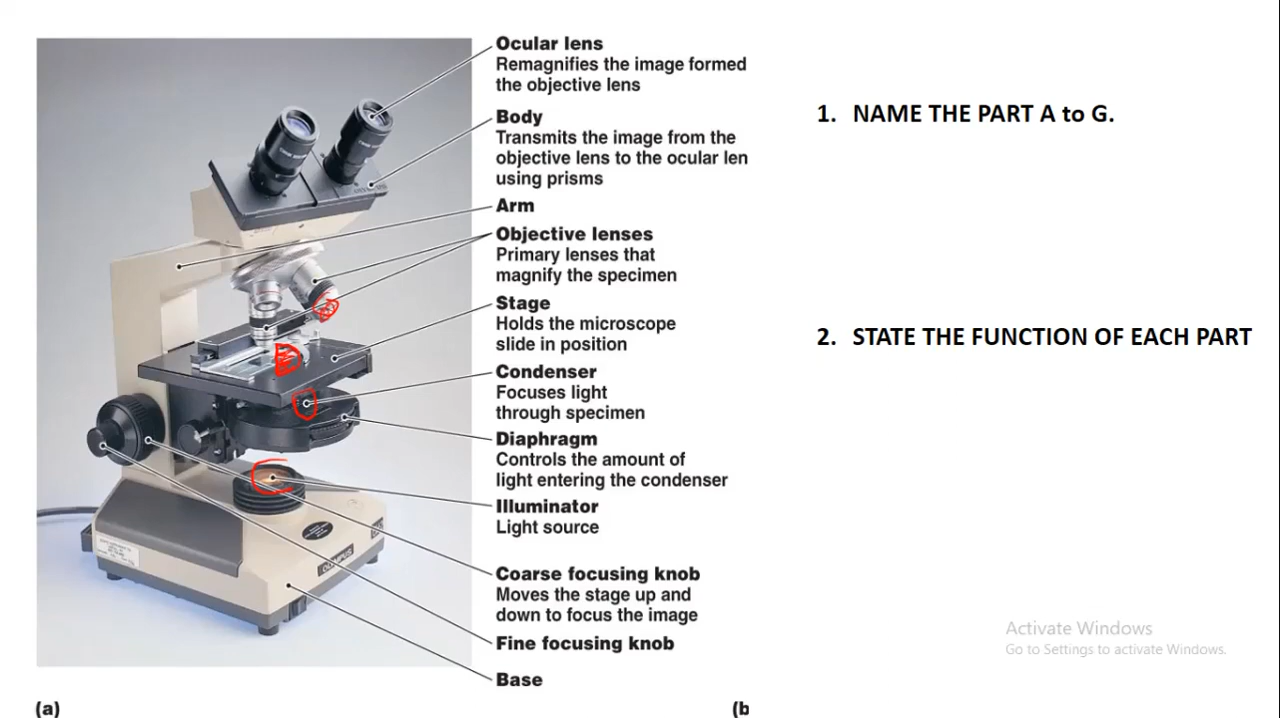 Ocular lens
Remagnifies the image formed
the objective lens
Body
Transmits the image from the
objective lens to the ocular len
using prisms
Arm
Objective lenses
Primary lenses that
magnify the specimen
Stage
Holds the microscope
slide in position
Condenser
Focuses light
through specimen
Diaphragm
Controls the amount of
light entering the condenser
Illuminator
Light source
Coarse focusing knob
Moves the stage up and
down to focus the image
Fine focusing knob
Base
(a)
(b
1. NAME THE PART A to G.
2. STATE THE FUNCTION OF EACH PART
OLYMPUS
Activate Windows
Go to Settings to activate Windows.